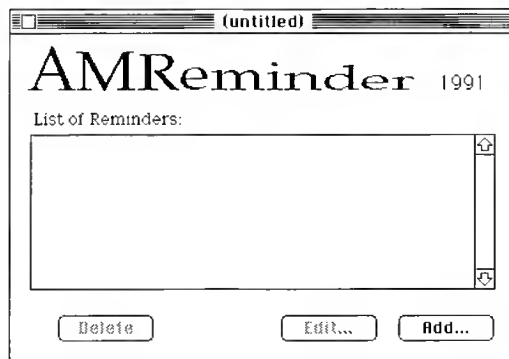 (untitled)
AMReminder 1991
List of Reminders:
Delete Edit... Add...